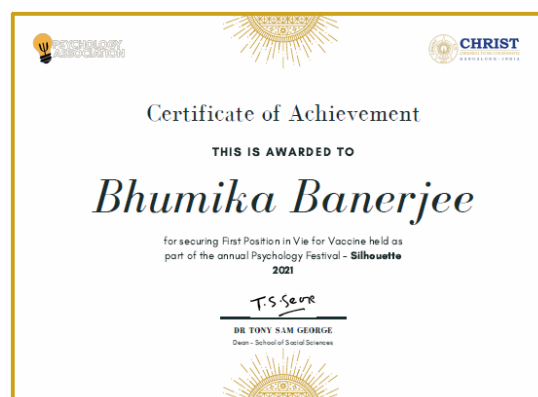 PSYCHOLOGY
ASSOCIATION
CHRIST
BANGALORE · INDIA
Certificate of Achievement
THIS IS AWARDED TO
Bhumika Banerjee
for securing First Position in Vie for Vaccine held as
part of the annual Psychology Festival - Silhouette
2021
DR TONY SAM GEORGE
Dean - School of Social Sciences